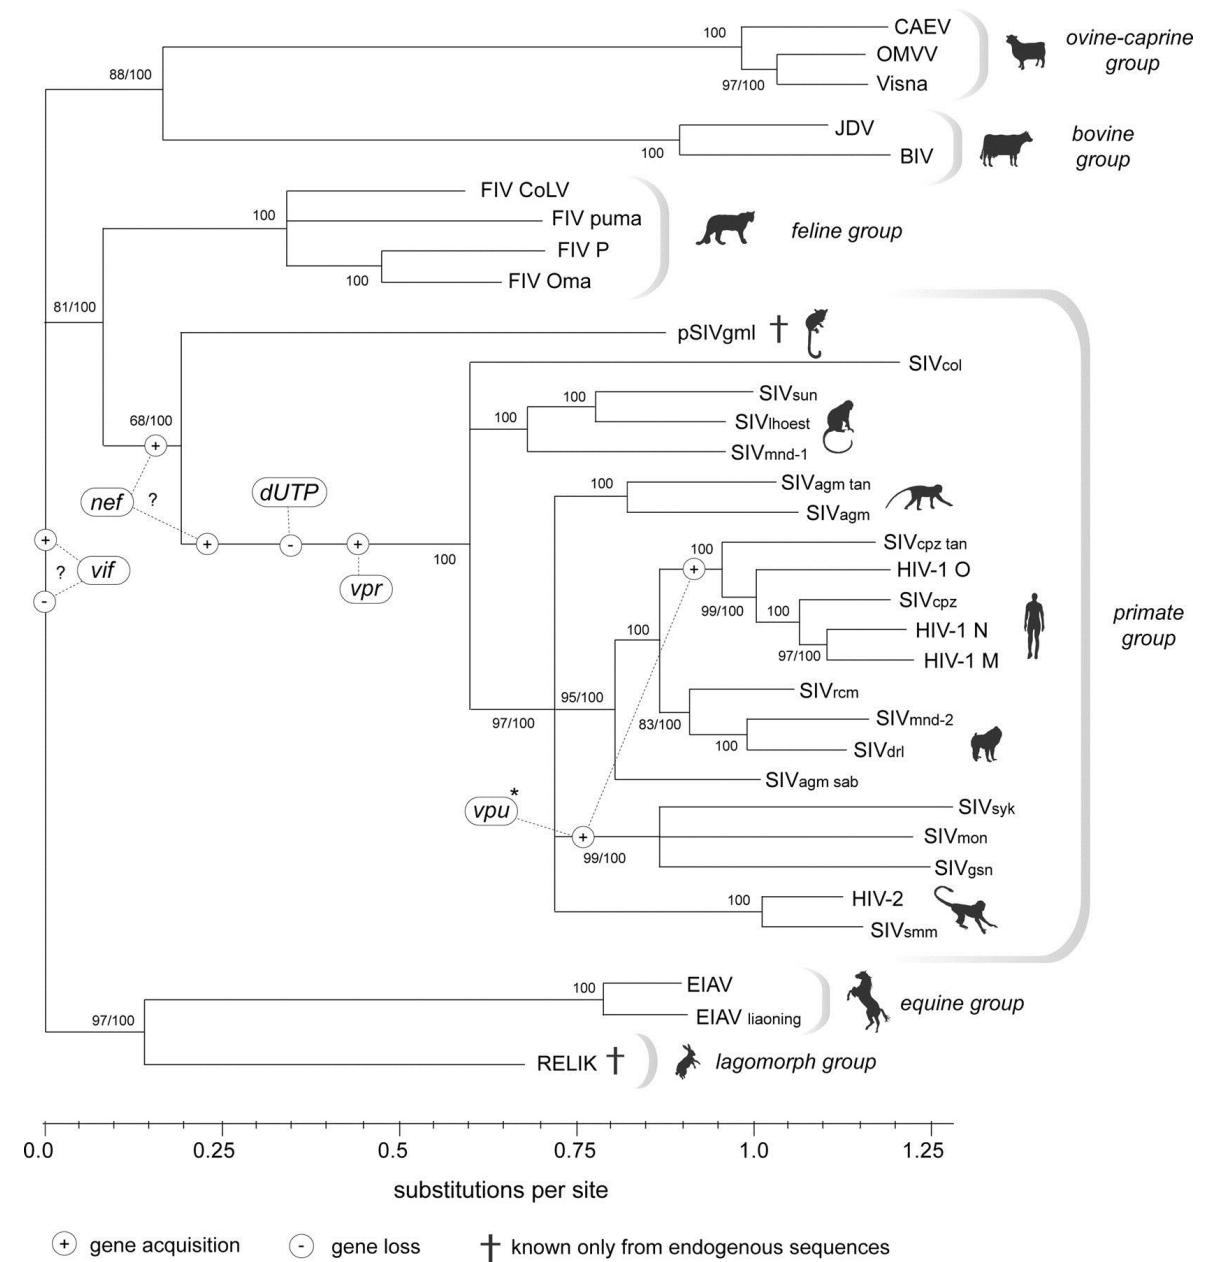 100
CAEV
ovine-caprine
group
OMVV
88/100
97/100
Visna
JDV
bovine
group
100
BIV
FIV CoLV
100
FIV puma
feline group
FIV P
100
FIV Oma
81/100
pSIVgml †
SIVcol
100
SIVsun
68/100
100
SIVlhoest
SIVmnd-1
+
100
SIVagm tan
nef
?
dUTP
SIVagm
+
+
-
+
100
100
SIVcpz tan
?
vif
+
HIV-1 O
vpr
-
99/100
100
SIVcpz
primate
group
100
HIV-1 N
97/100
HIV-1 M
95/100
SIVrcm
97/100
83/100
SIVmnd-2
100
SIVdrl
SIVagm sab
vpu*
SIVsyk
+
SIVmon
99/100
SIVgsn
100
HIV-2
SIVsmm
100
EIAV
equine group
97/100
EIAV liaoning
RELIK †
lagomorph group
0.0 0.25 0.5 0.75 1.0 1.25
substitutions per site
+ gene acquisition - gene loss † known only from endogenous sequences